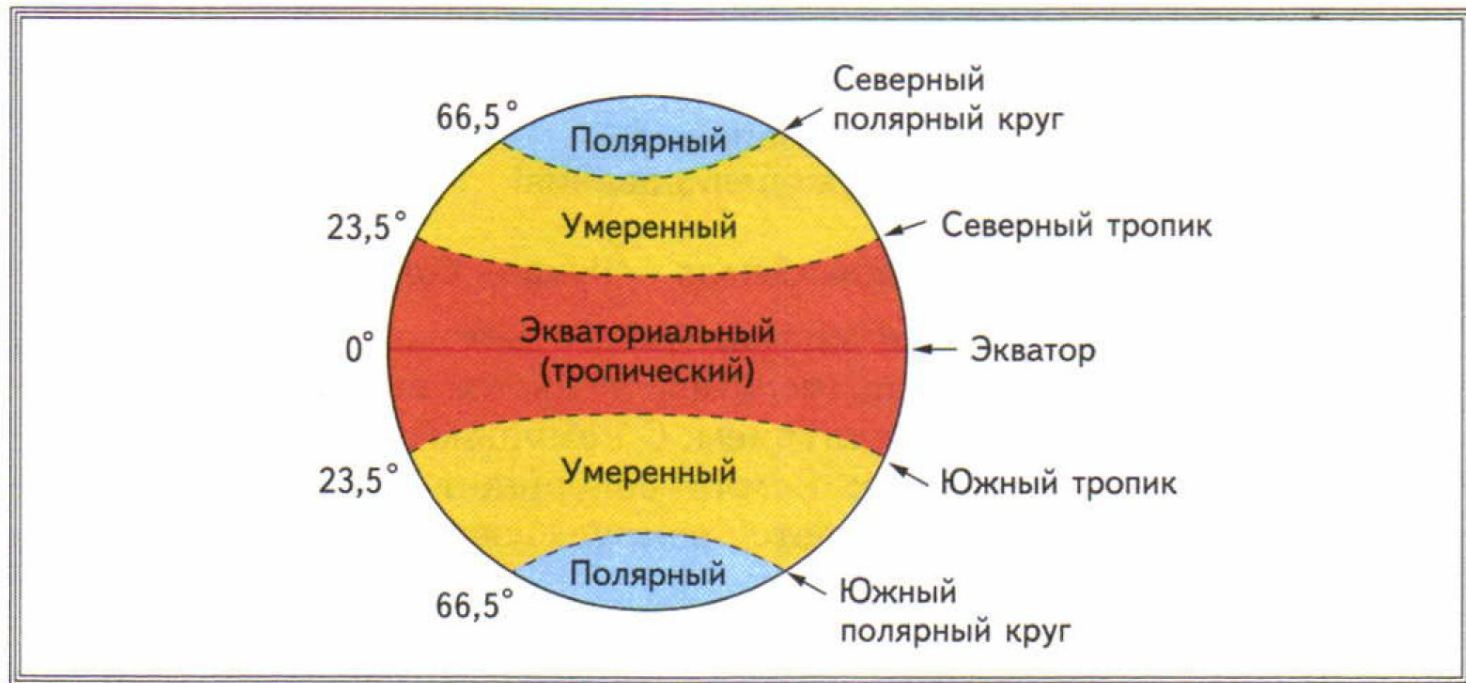 Северный
полярный круг
66,5°
Полярный
Умеренный
23,5°
Северный тропик
Экваториальный
(тропический)
0°
Экватор
Умеренный
23,5°
Южный тропик
Полярный
66,5°
Южный
полярный круг